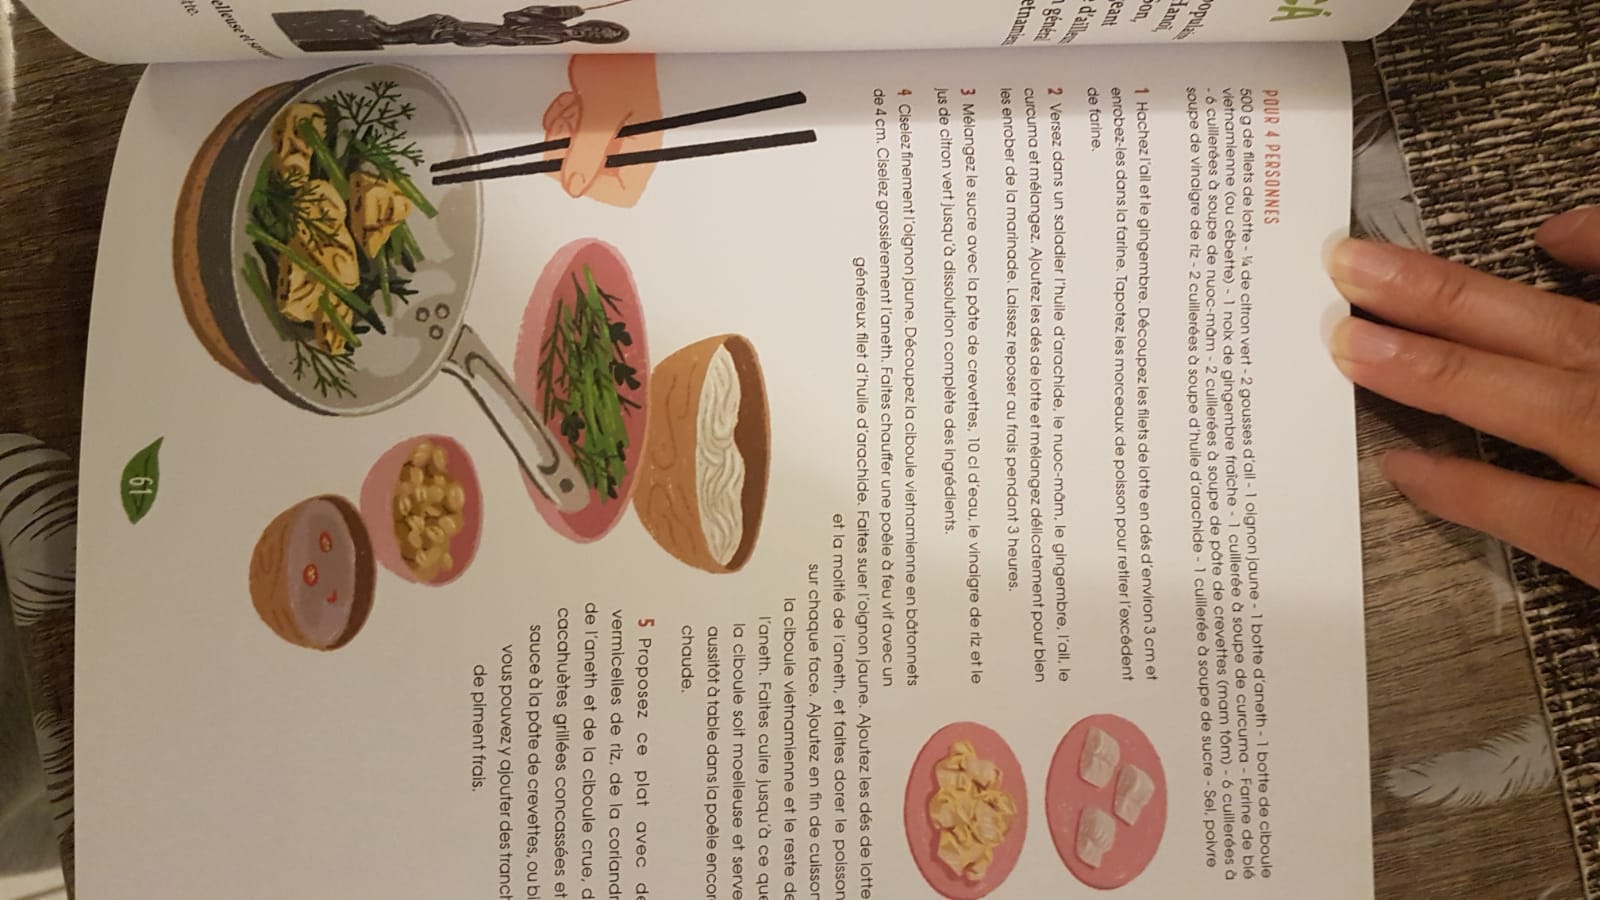 CÁ
populaire
Hanoï,
Son,
geant
d'ailleurs
général
etnamiens
elleuse et
tte.
POUR 4 PERSONNES
500 g de filets de lotte - ¼ de citron vert - 2 gousses d'ail - 1 oignon jaune - 1 botte d'aneth - 1 botte de ciboule
vietnamienne (ou cébette) - 1 noix de gingembre fraîche - 1 cuillerée à soupe de curcuma - Farine de blé
- 6 cuillerées à soupe de nuoc-mâm - 2 cuillerées à soupe de pâte de crevettes (mam tôm) - 6 cuillerées à
soupe de vinaigre de riz - 2 cuillerées à soupe d'huile d'arachide - 1 cuillerée à soupe de sucre - Sel, poivre
1 Hachez l'ail et le gingembre. Découpez les filets de lotte en dés d'environ 3 cm et
enrobez-les dans la farine. Tapotez les morceaux de poisson pour retirer l'excédent
de farine.
2 Versez dans un saladier l'huile d'arachide, le nuoc-mâm, le gingembre, l'ail, le
curcuma et mélangez. Ajoutez les dés de lotte et mélangez délicatement pour bien
les enrober de la marinade. Laissez reposer au frais pendant 3 heures.
3 Mélangez le sucre avec la pâte de crevettes, 10 cl d'eau, le vinaigre de riz et le
jus de citron vert jusqu'à dissolution complète des ingrédients.
4 Ciselez finement l'oignon jaune. Découpez la ciboule vietnamienne en bâtonnets
de 4 cm. Ciselez grossièrement l'aneth. Faites chauffer une poêle à feu vif avec un
généreux filet d'huile d'arachide. Faites suer l'oignon jaune. Ajoutez les dés de lotte
et la moitié de l'aneth, et faites dorer le poisson
sur chaque face. Ajoutez en fin de cuisson
la ciboule vietnamienne et le reste de
l'aneth. Faites cuire jusqu'à ce que
la ciboule soit moelleuse et serve
aussitôt à table dans la poêle encor
chaude.
5 Proposez ce plat avec de
vermicelles de riz, de la coriandr
de l'aneth et de la ciboule crue, d
cacahuètes grillées concassées et
sauce à la pâte de crevettes, ou bi
vous pouvez y ajouter des tranch
de piment frais.
61